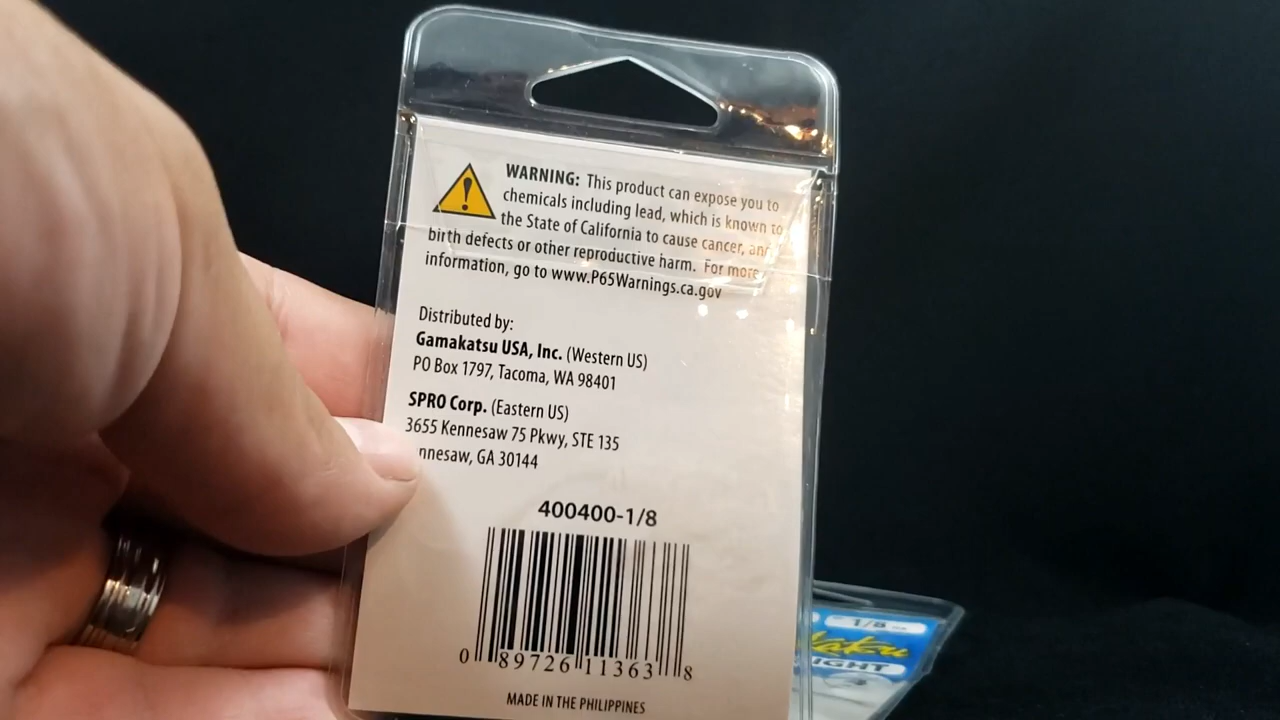 WARNING: This product can expose you to
chemicals including lead, which is known to
the State of California to cause cancer, and
birth defects or other reproductive harm. For more
information, go to www.P65Warnings.ca.gov
Distributed by:
Gamakatsu USA, Inc. (Western US)
PO Box 1797, Tacoma, WA 98401
SPRO Corp. (Eastern US)
3655 Kennesaw 75 Pkwy, STE 135
nnesaw, GA 30144
400400-1/8
0 89726 11363 8
MADE IN THE PHILIPPINES
1/8